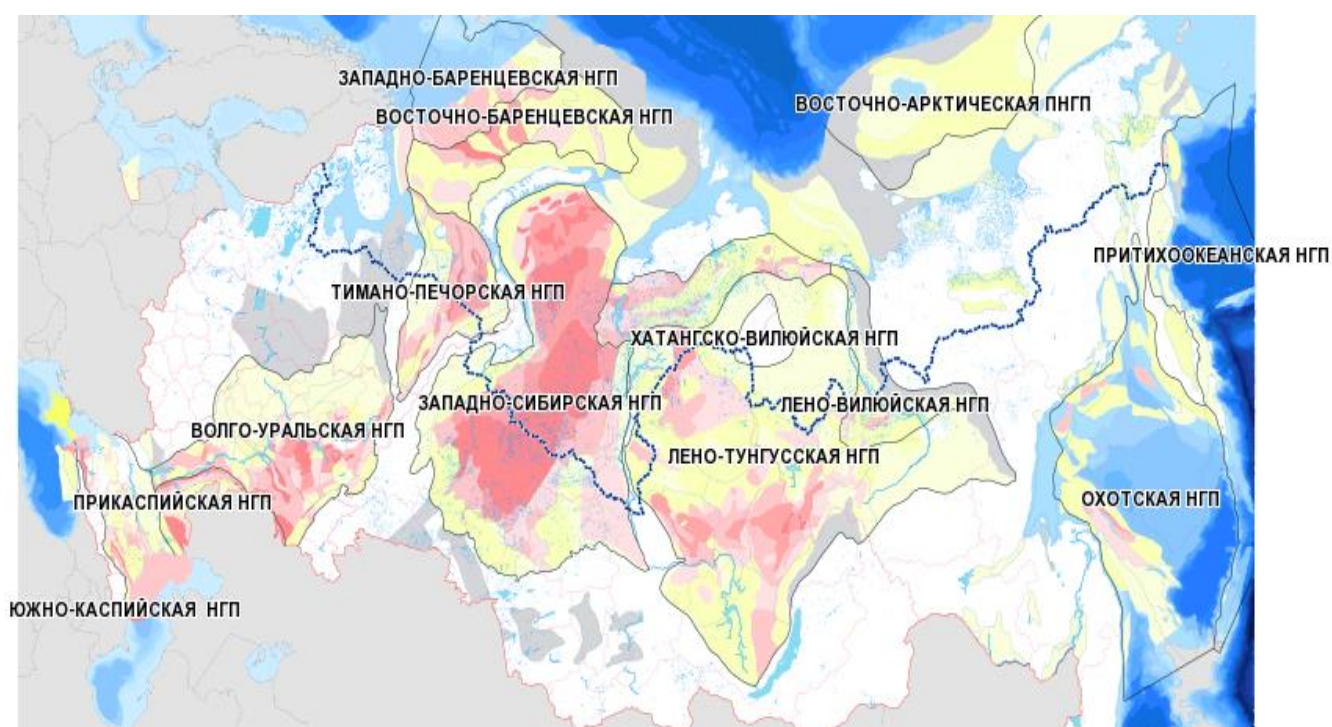 ЗАПАДНО-БАРЕНЦЕВСКАЯ НГП
ВОСТОЧНО-АРКТИЧЕСКАЯ ПНГП
ВОСТОЧНО-БАРЕНЦЕВСКАЯ НГП
ПРИТИХООКЕАНСКАЯ НГП
ТИМАНО-ПЕЧОРСКАЯ НГП
ХАТАНГСКО-ВИЛЮЙСКАЯ НГП
ЗАПАДНО-СИБИРСКАЯ НГП
ЛЕНО-ВИЛЮЙСКАЯ НГП
ВОЛГО-УРАЛЬСКАЯ НГП
ЛЕНО-ТУНГУССКАЯ НГП
ПРИКАСПИЙСКАЯ НГП
ОХОТСКАЯ НГП
ЮЖНО-КАСПИЙСКАЯ НГП